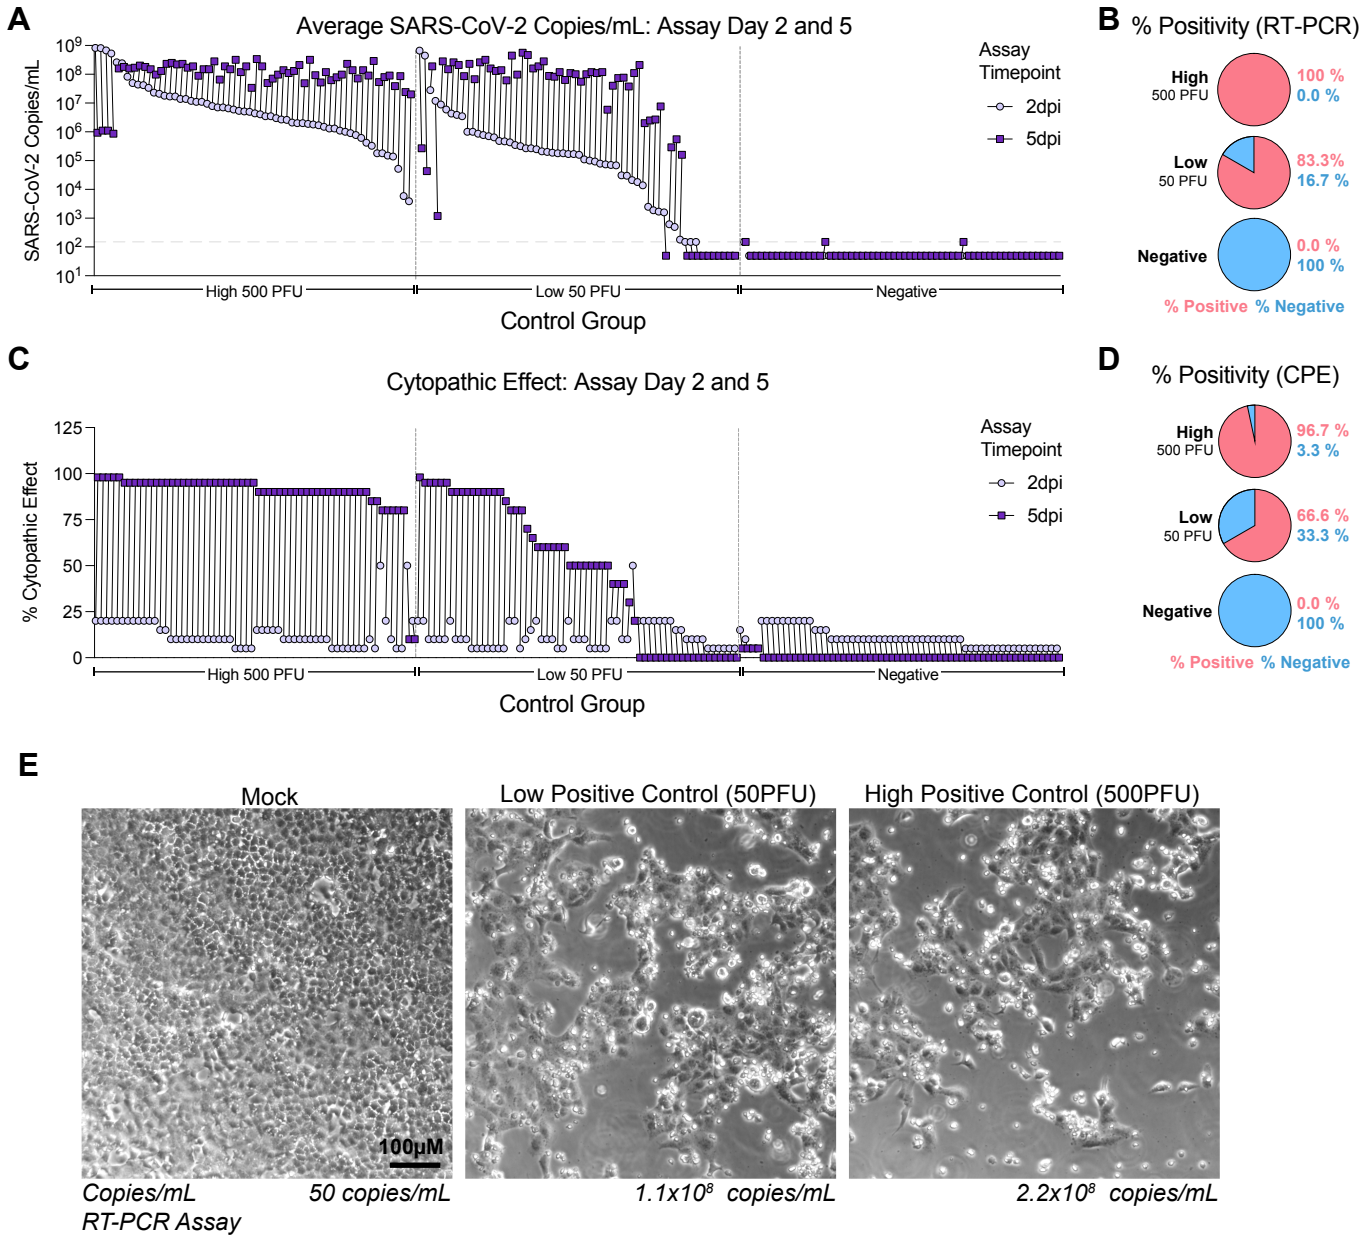 A
Average SARS-CoV-2 Copies/mL: Assay Day 2 and 5
SARS-CoV-2 Copies/mL
10⁹
10⁸
10⁷
10⁶
10⁵
10⁴
10³
10²
10¹
Assay
Timepoint
2dpi
5dpi
High 500 PFU
Low 50 PFU
Negative
Control Group
B
% Positivity (RT-PCR)
High
500 PFU
100 %
0.0 %
Low
50 PFU
83.3%
16.7 %
Negative
0.0 %
100 %
% Positive % Negative
C
Cytopathic Effect: Assay Day 2 and 5
% Cytopathic Effect
125
100
75
50
25
0
Assay
Timepoint
2dpi
5dpi
High 500 PFU
Low 50 PFU
Negative
Control Group
D
% Positivity (CPE)
High
500 PFU
96.7 %
3.3 %
Low
50 PFU
66.6 %
33.3 %
Negative
0.0 %
100 %
% Positive % Negative
E
Mock
Low Positive Control (50PFU)
High Positive Control (500PFU)
100µM
Copies/mL
RT-PCR Assay
50 copies/mL
1.1x10⁸ copies/mL
2.2x10⁸ copies/mL